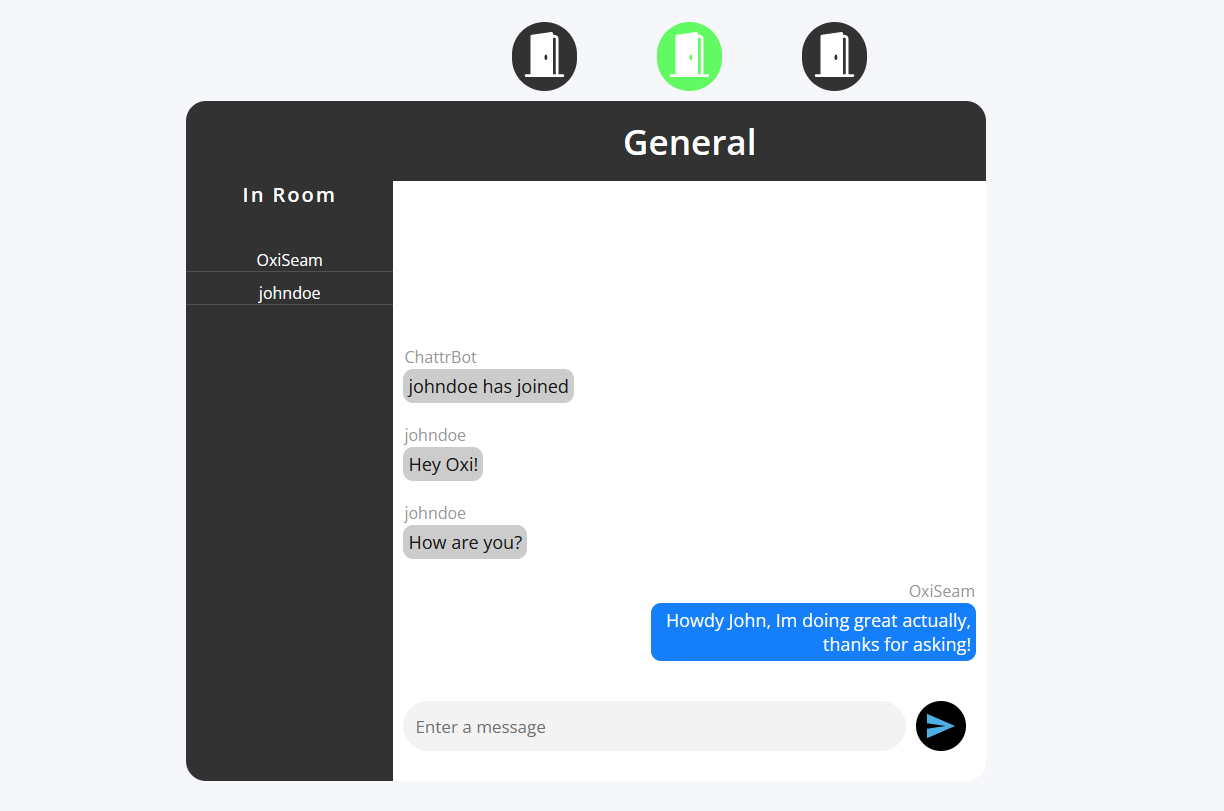 General
In Room
OxiSeam
johndoe
ChattrBot
johndoe has joined
johndoe
Hey Oxi!
johndoe
How are you?
OxiSeam
Howdy John, Im doing great actually,
thanks for asking!
Enter a message